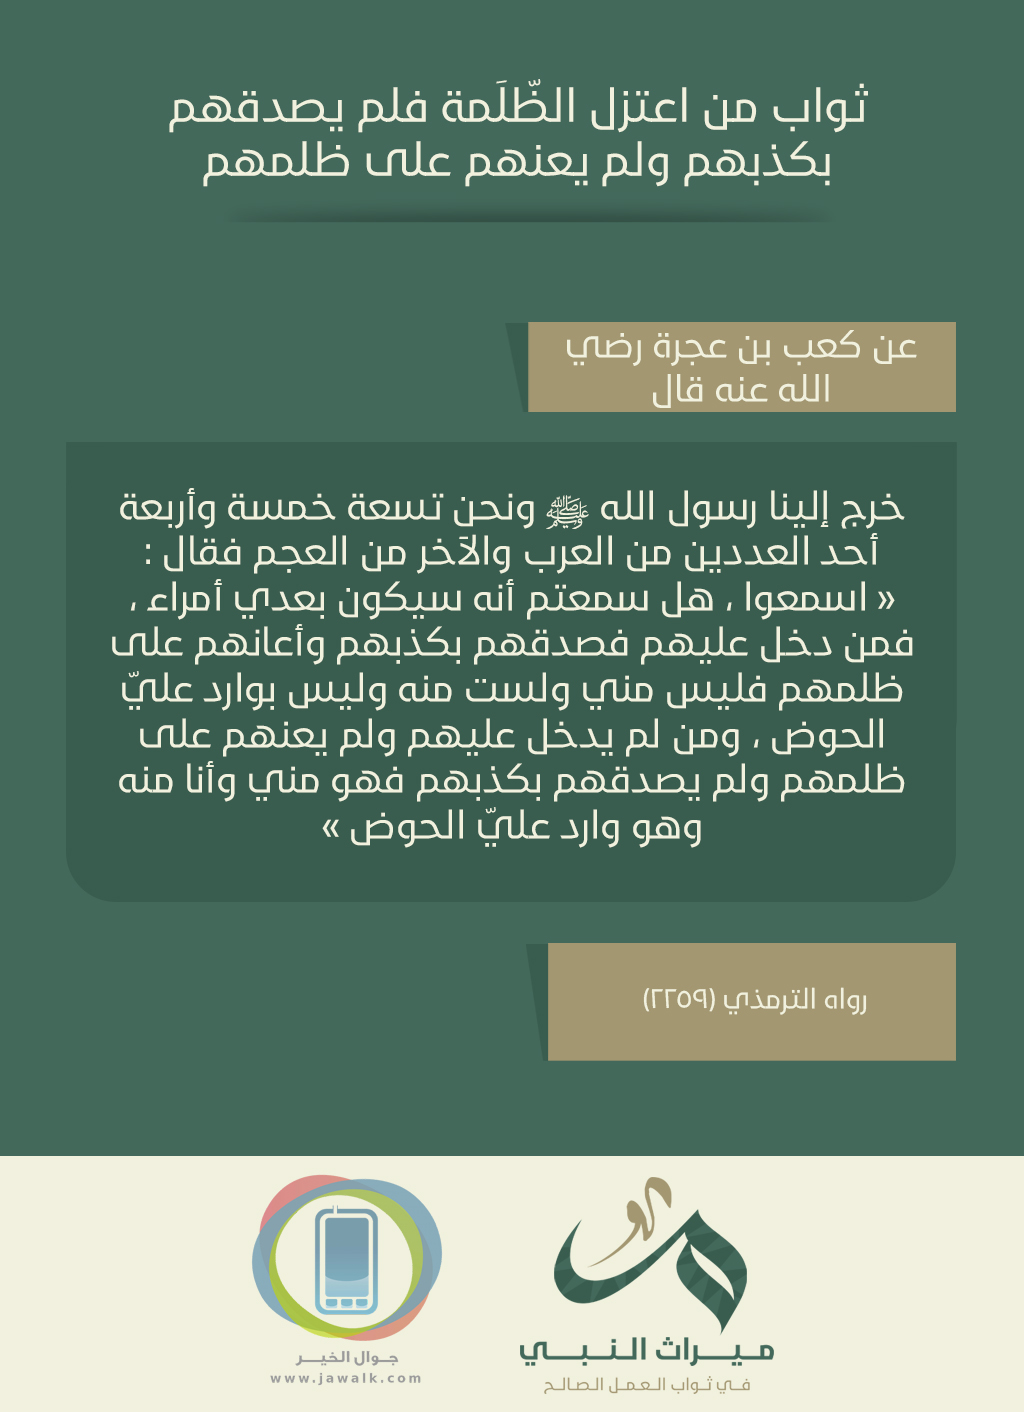 ثواب من اعتزل الظّلَمة فلم يصدقهم
بكذبهم ولم يعنهم على ظلمهم
عن كعب بن عجرة رضي
الله عنه قال
خرج إلينا رسول الله ﷺ ونحن تسعة خمسة وأربعة
أحد العددين من العرب والآخر من العجم فقال :
« اسمعوا ، هل سمعتم أنه سيكون بعدي أمراء ،
فمن دخل عليهم فصدقهم بكذبهم وأعانهم على
ظلمهم فليس مني ولست منه وليس بوارد عليّ
الحوض ، ومن لم يدخل عليهم ولم يعنهم على
ظلمهم ولم يصدقهم بكذبهم فهو مني وأنا منه
وهو وارد عليّ الحوض »
رواه الترمذي (٢٢٥٩)
ميراث النبي
في ثواب العمل الصالح
جوال الخير
www.jawalk.com